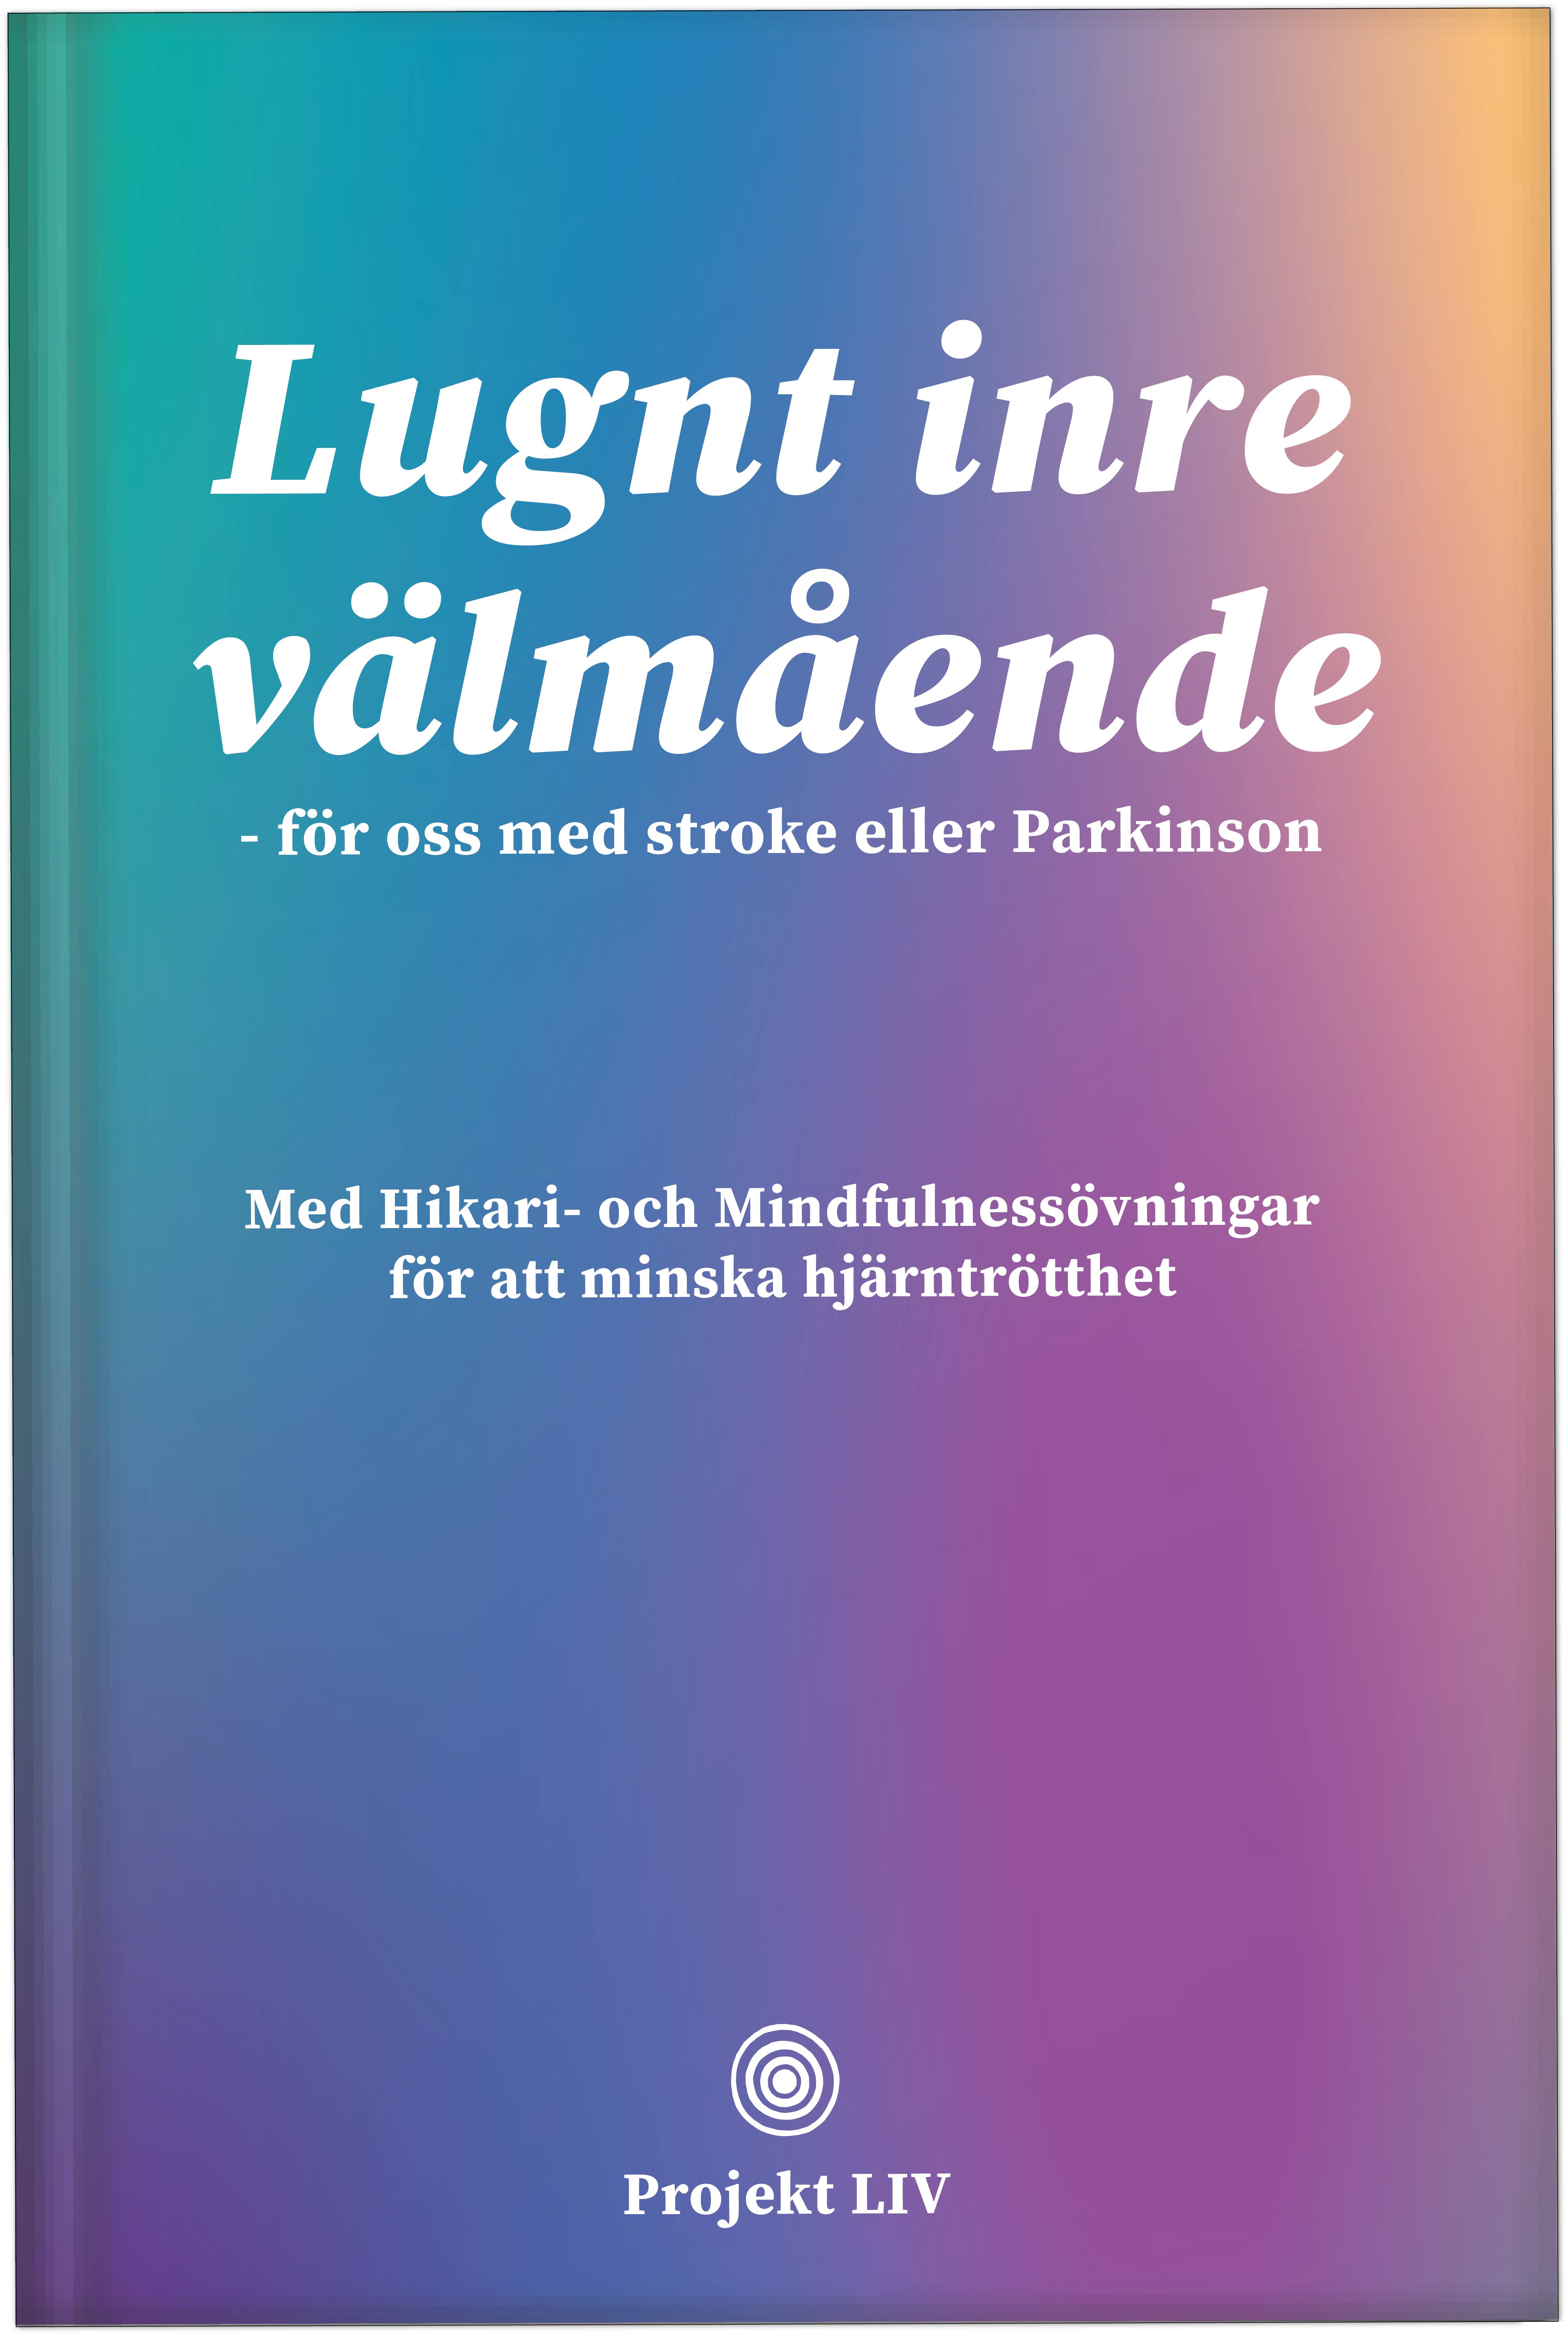 Lugnt inre
välmående
- för oss med stroke eller Parkinson
Med Hikari- och Mindfulnessövningar
för att minska hjärntrötthet
Projekt LIV